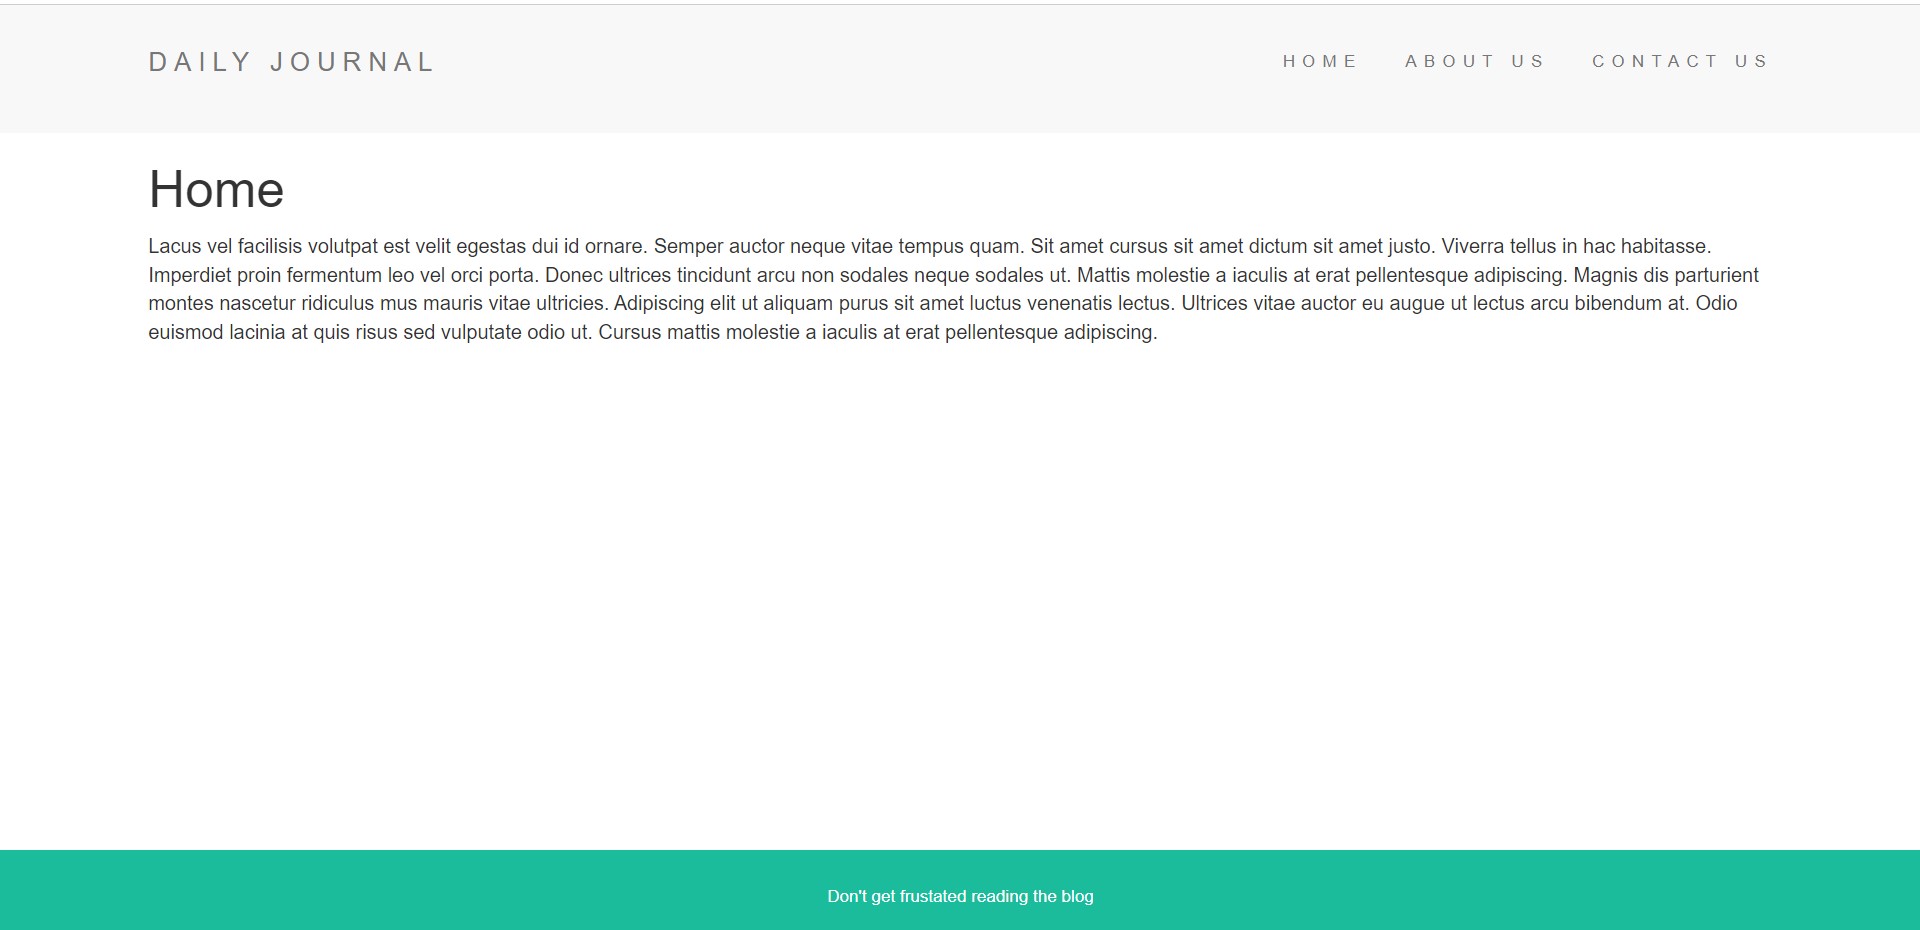 DAILY JOURNAL
HOME ABOUT US CONTACT US
Home
Lacus vel facilisis volutpat est velit egestas dui id ornare. Semper auctor neque vitae tempus quam. Sit amet cursus sit amet dictum sit amet justo. Viverra tellus in hac habitasse.
Imperdiet proin fermentum leo vel orci porta. Donec ultrices tincidunt arcu non sodales neque sodales ut. Mattis molestie a iaculis at erat pellentesque adipiscing. Magnis dis parturient
montes nascetur ridiculus mus mauris vitae ultricies. Adipiscing elit ut aliquam purus sit amet luctus venenatis lectus. Ultrices vitae auctor eu augue ut lectus arcu bibendum at. Odio
euismod lacinia at quis risus sed vulputate odio ut. Cursus mattis molestie a iaculis at erat pellentesque adipiscing.
Don't get frustated reading the blog